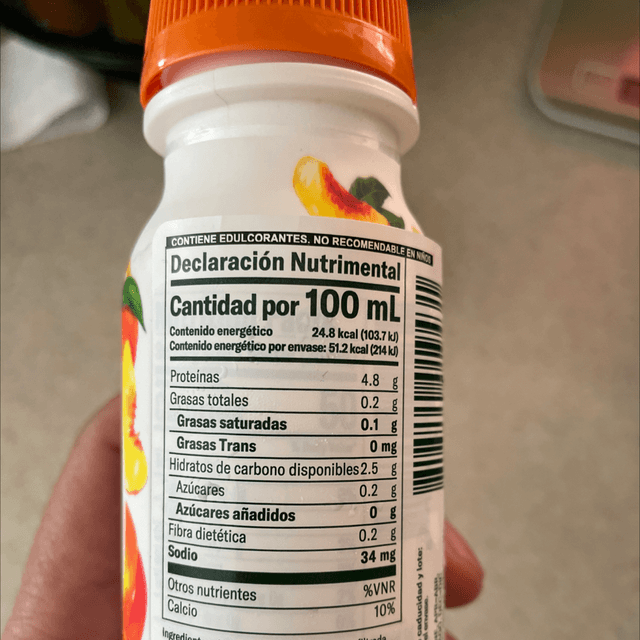 CONTIENE EDULCORANTES. NO RECOMENDABLE EN NIÑOS
Declaración Nutrimental
Cantidad por 100 mL
Contenido energético 24.8 kcal (103.7 kJ)
Contenido energético por envase: 51.2 kcal (214 kJ)
Proteínas 4.8 g
Grasas totales 0.2 g
Grasas saturadas 0.1 g
Grasas Trans 0 mg
Hidratos de carbono disponibles 2.5 g
Azúcares 0.2 g
Azúcares añadidos 0 g
Fibra dietética 0.2 g
Sodio 34 mg
Otros nutrientes %VNR
Calcio 10%
caducidad y lote:
envase.